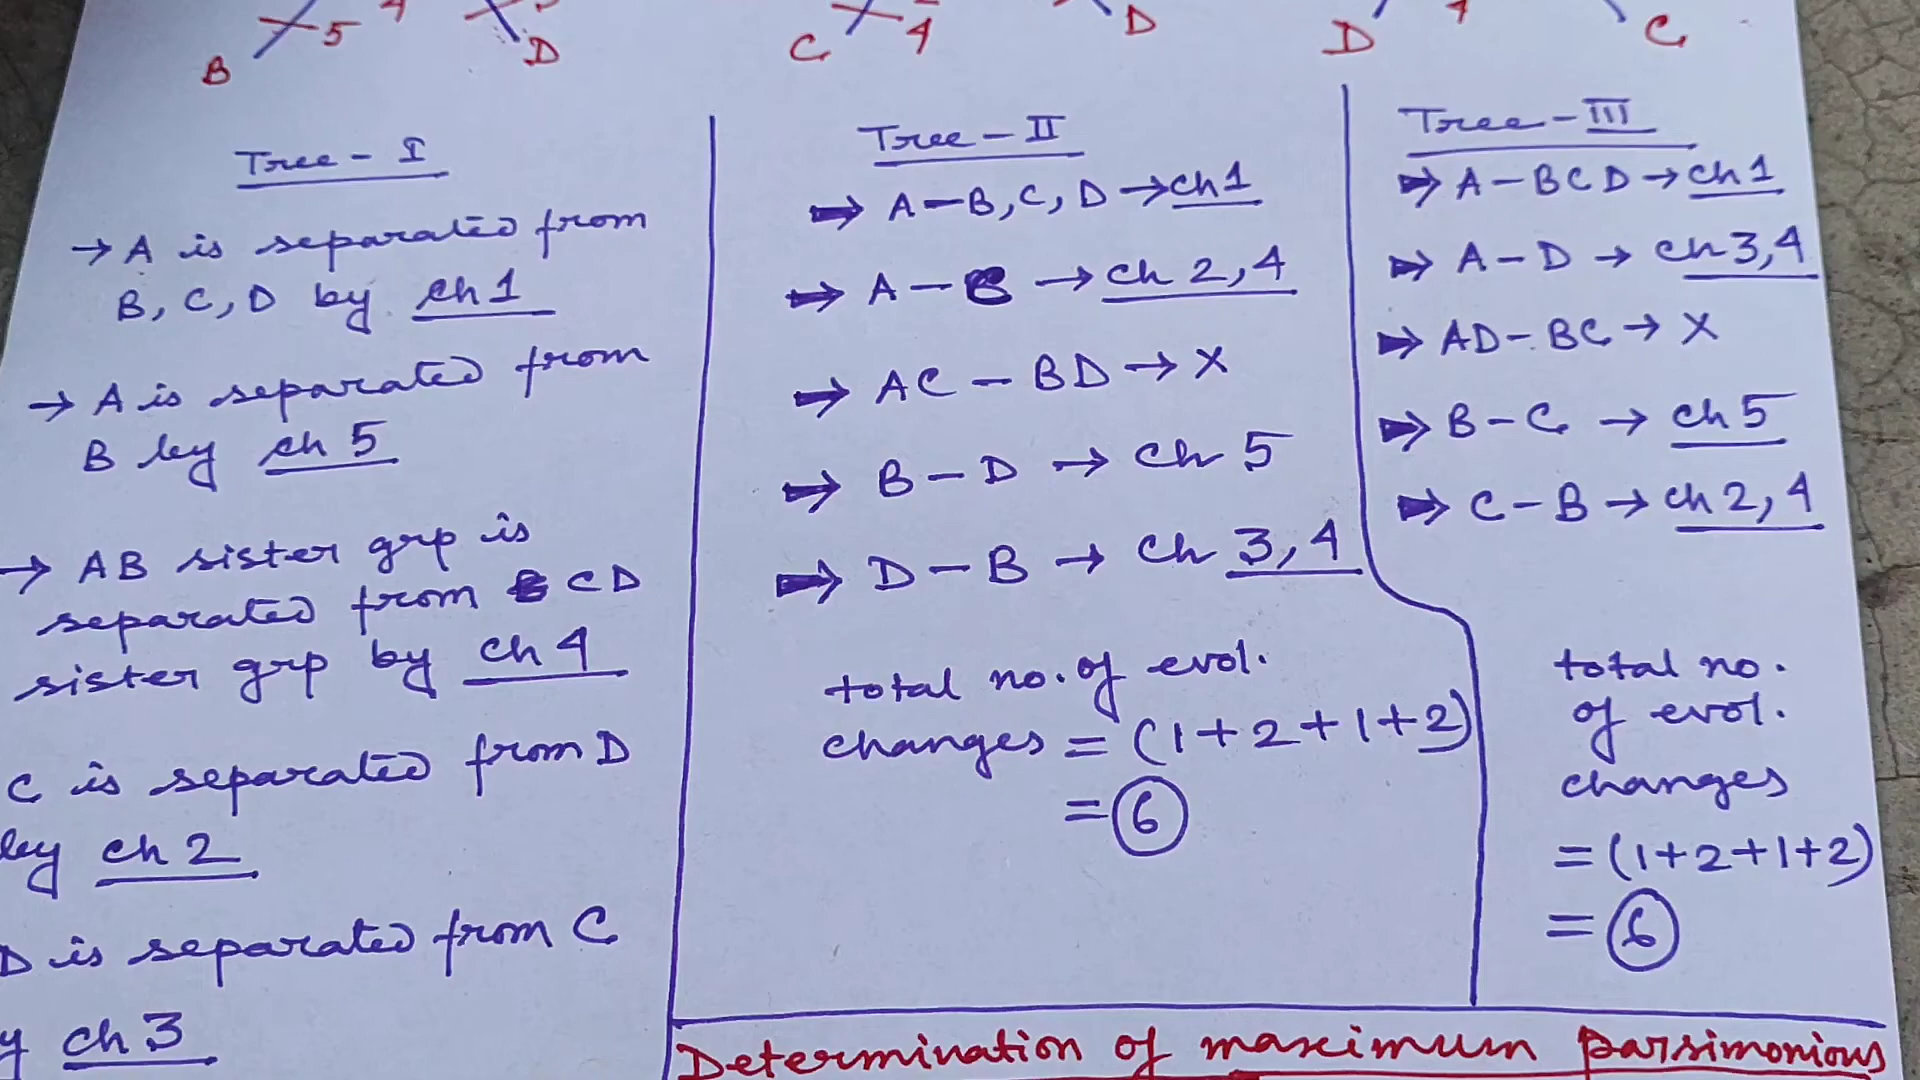 B 5 4 D
C 4 D
D 4 C
Tree - I
→ A is separated from
B, C, D by ch 1
→ A is separated from
B by ch 5
→ AB sister grp is
separated from CD
sister grp by ch 4
C is separated from D
by ch 2
D is separated from C
y ch 3
Tree - II
⇒ A - B, C, D → ch 1
⇒ A - C → ch 2, 4
⇒ AC - BD → X
⇒ B - D → ch 5
⇒ D - B → ch 3, 4
total no. of evol.
changes = (1+2+1+2)
= 6
Tree - III
⇒ A - BCD → ch 1
⇒ A - D → ch 3, 4
⇒ AD - BC → X
⇒ B - C → ch 5
⇒ C - B → ch 2, 4
total no.
of evol.
changes
= (1+2+1+2)
= 6
Determination of maximum parsimonious